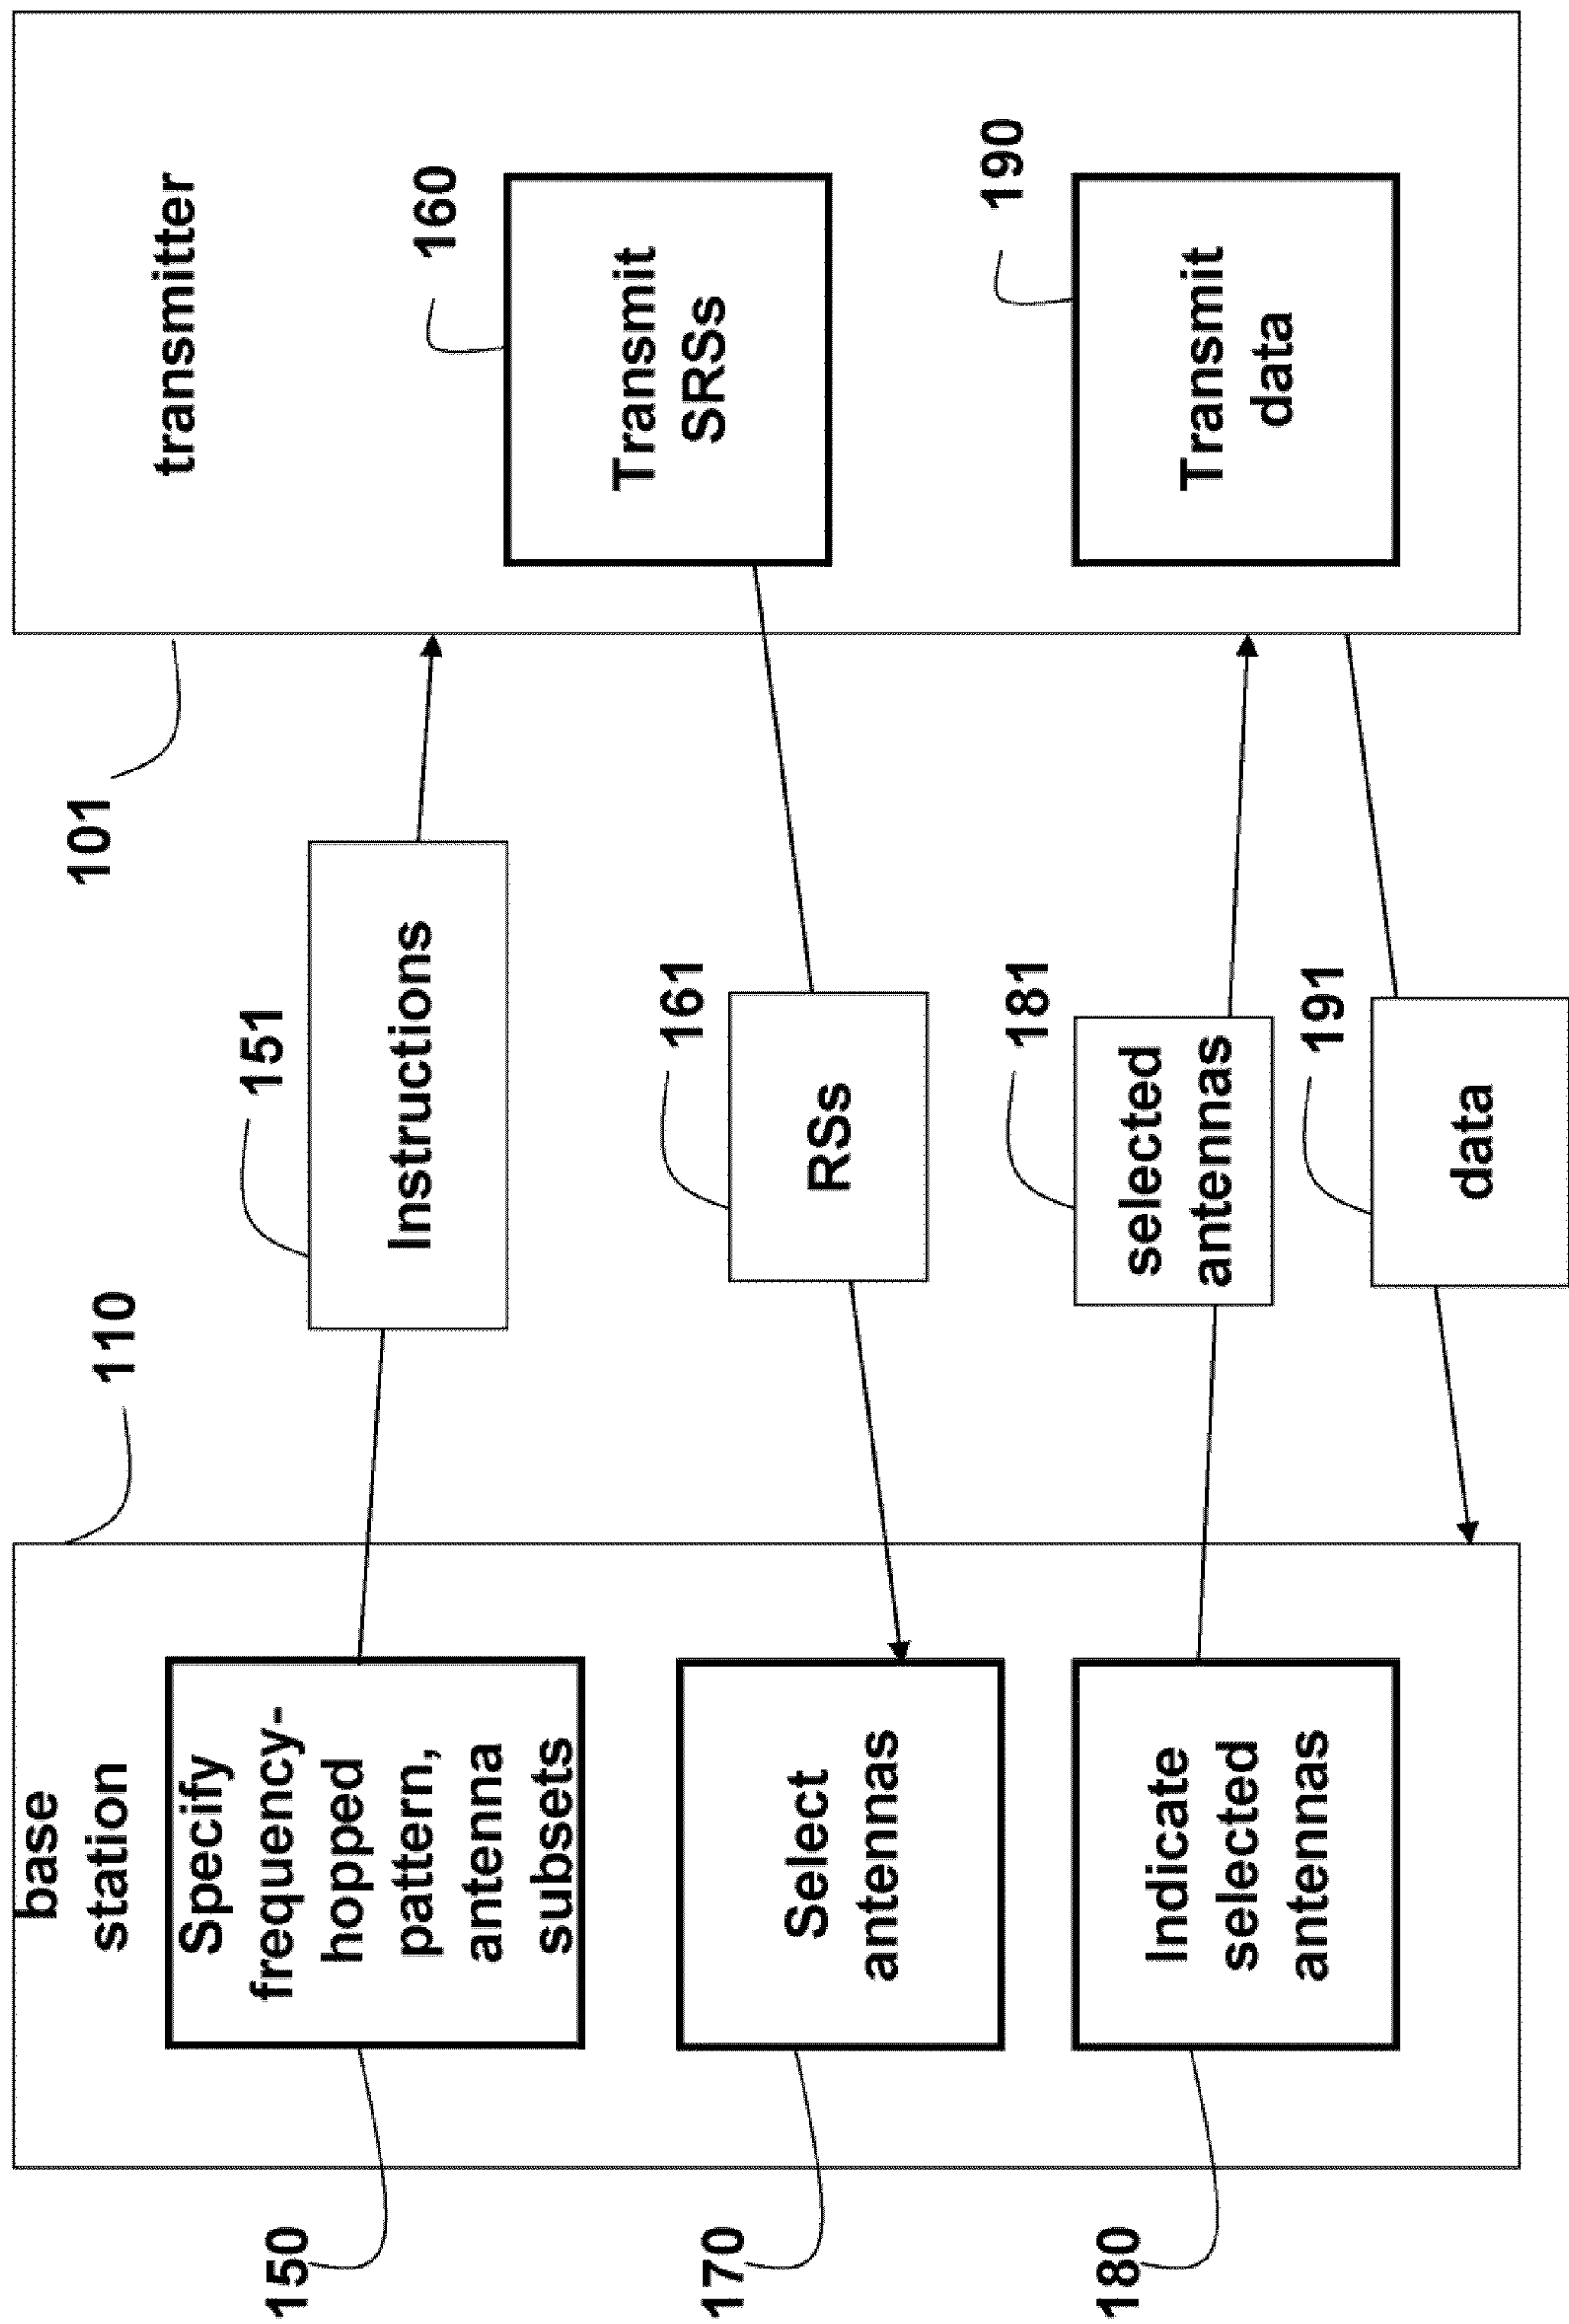 base
station
110
101
transmitter
150
Specify
frequency-
hopped
pattern,
antenna
subsets
151
Instructions
160
Transmit
SRSs
161
RSs
170
Select
antennas
180
Indicate
selected
antennas
181
selected
antennas
190
Transmit
data
191
data